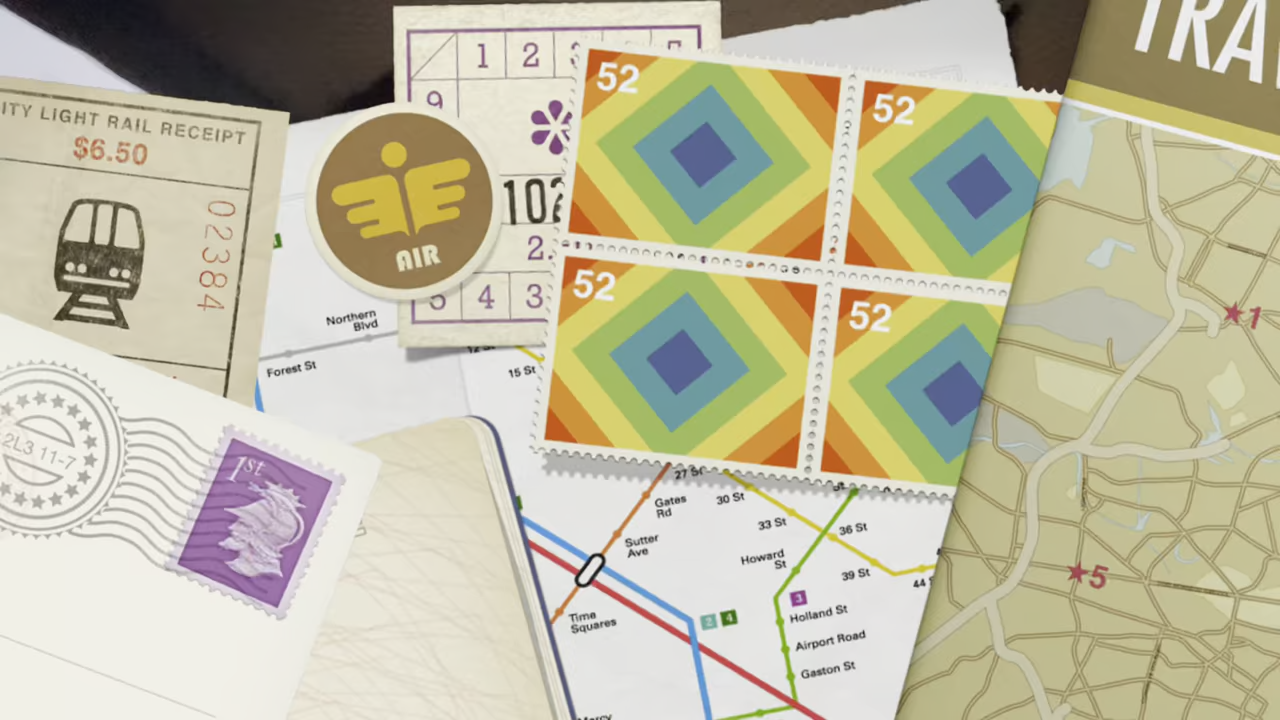 TRA
1 2
9
52
52
ITY LIGHT RAIL RECEIPT
$6.50
02384
102
AIR
2.
5 4 3
52
52
1
Northern
Blvd
Forest St
15 St
2L3 11-7
1st
27 St
30 St
33 St
36 St
39 St
44
Gates
Rd
Sutter
Ave
Howard
St
5
3
Time
Squares
2 4
Holland St
Airport Road
Gaston St